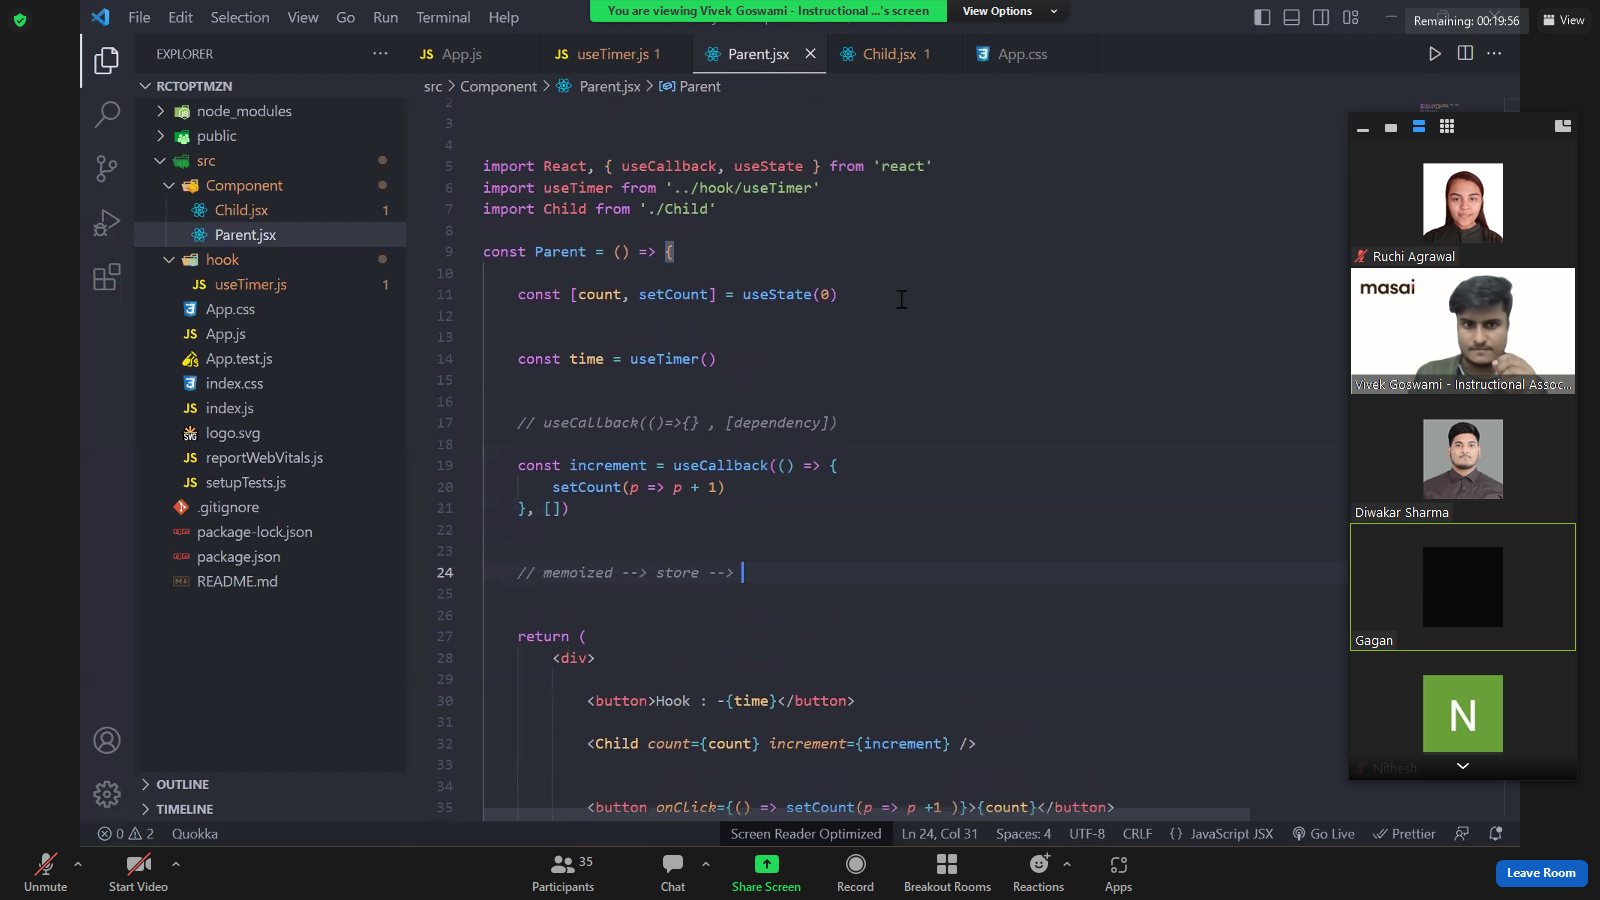 File Edit Selection View Go Run Terminal Help
You are viewing Vivek Goswami - Instructional ...'s screen
View Options
Remaining: 00:19:56
View
EXPLORER
App.js
useTimer.js 1
Parent.jsx
Child.jsx 1
App.css
RCTOPTMZN
src > Component > Parent.jsx > Parent
node_modules
public
src
Component
Child.jsx 1
Parent.jsx
hook
useTimer.js 1
App.css
App.js
App.test.js
index.css
index.js
logo.svg
reportWebVitals.js
setupTests.js
.gitignore
package-lock.json
package.json
README.md
OUTLINE
TIMELINE
2
3
4
5 import React, { useCallback, useState } from 'react'
6 import useTimer from '../hook/useTimer'
7 import Child from './Child'
8
9 const Parent = () => {
10
11 const [count, setCount] = useState(0)
12
13
14 const time = useTimer()
15
16
17 // useCallback(()=>{} , [dependency])
18
19 const increment = useCallback(() => {
20 setCount(p => p + 1)
21 }, [])
22
23
24 // memoized --> store -->
25
26
27 return (
28 <div>
29
30 <button>Hook : -{time}</button>
31
32 <Child count={count} increment={increment} />
33
34
35 <button onClick={() => setCount(p => p +1 )}>{count}</button>
Ruchi Agrawal
masai
Vivek Goswami - Instructional Assoc...
Diwakar Sharma
Gagan
N
Nithesh
0 2 Quokka
Screen Reader Optimized
Ln 24, Col 31
Spaces: 4
UTF-8
CRLF
{} JavaScript JSX
Go Live
Prettier
Unmute
Start Video
35
Participants
Chat
Share Screen
Record
Breakout Rooms
Reactions
Apps
Leave Room